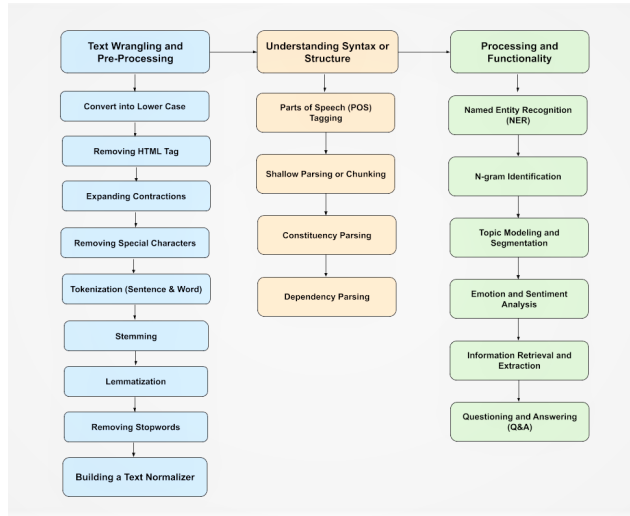 Text Wrangling and
Pre-Processing
Convert into Lower Case
Removing HTML Tag
Expanding Contractions
Removing Special Characters
Tokenization (Sentence & Word)
Stemming
Lemmatization
Removing Stopwords
Building a Text Normalizer
Understanding Syntax or
Structure
Parts of Speech (POS)
Tagging
Shallow Parsing or Chunking
Constituency Parsing
Dependency Parsing
Processing and
Functionality
Named Entity Recognition
(NER)
N-gram Identification
Topic Modeling and
Segmentation
Emotion and Sentiment
Analysis
Information Retrieval and
Extraction
Questioning and Answering
(Q&A)